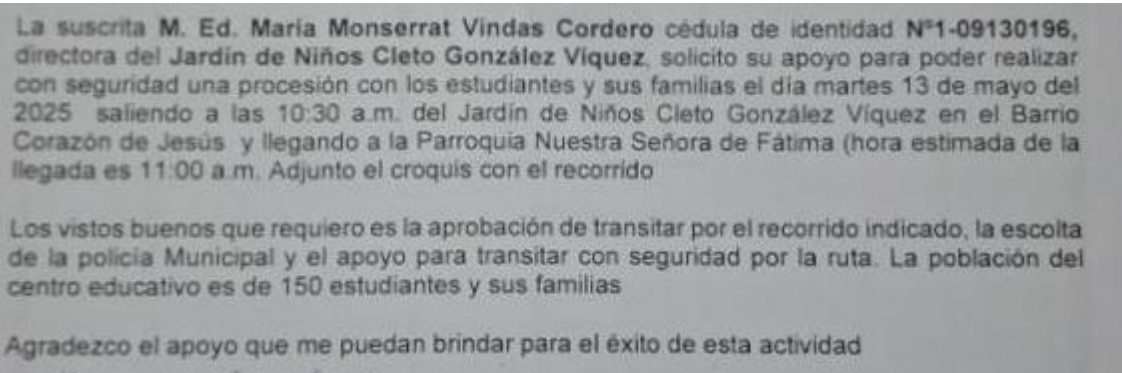 La suscrita M. Ed. María Monserrat Vindas Cordero cédula de identidad N°1-09130196,
directora del Jardín de Niños Cleto González Víquez, solicito su apoyo para poder realizar
con seguridad una procesión con los estudiantes y sus familias el día martes 13 de mayo del
2025 saliendo a las 10:30 a.m. del Jardín de Niños Cleto González Víquez en el Barrio
Corazón de Jesús y llegando a la Parroquia Nuestra Señora de Fátima (hora estimada de la
llegada es 11:00 a.m. Adjunto el croquis con el recorrido
Los vistos buenos que requiero es la aprobación de transitar por el recorrido indicado, la escolta
de la policía Municipal y el apoyo para transitar con seguridad por la ruta. La población del
centro educativo es de 150 estudiantes y sus familias
Agradezco el apoyo que me puedan brindar para el éxito de esta actividad